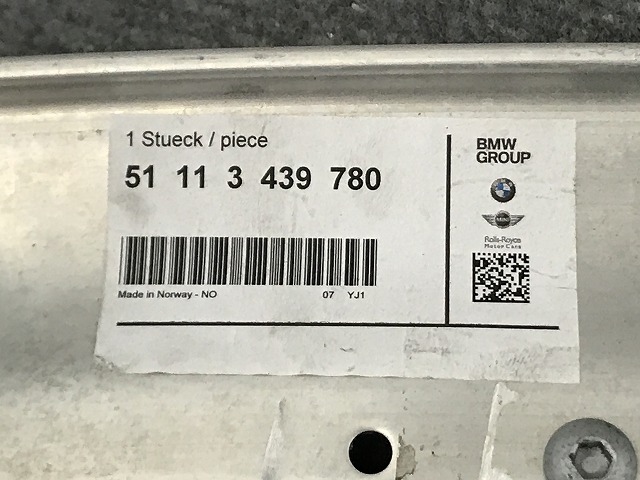 1 Stueck / piece
51 11 3 439 780
Made in Norway - NO 07 YJ1
BMW
GROUP
MINI
Rolls-Royce
Motor Cars